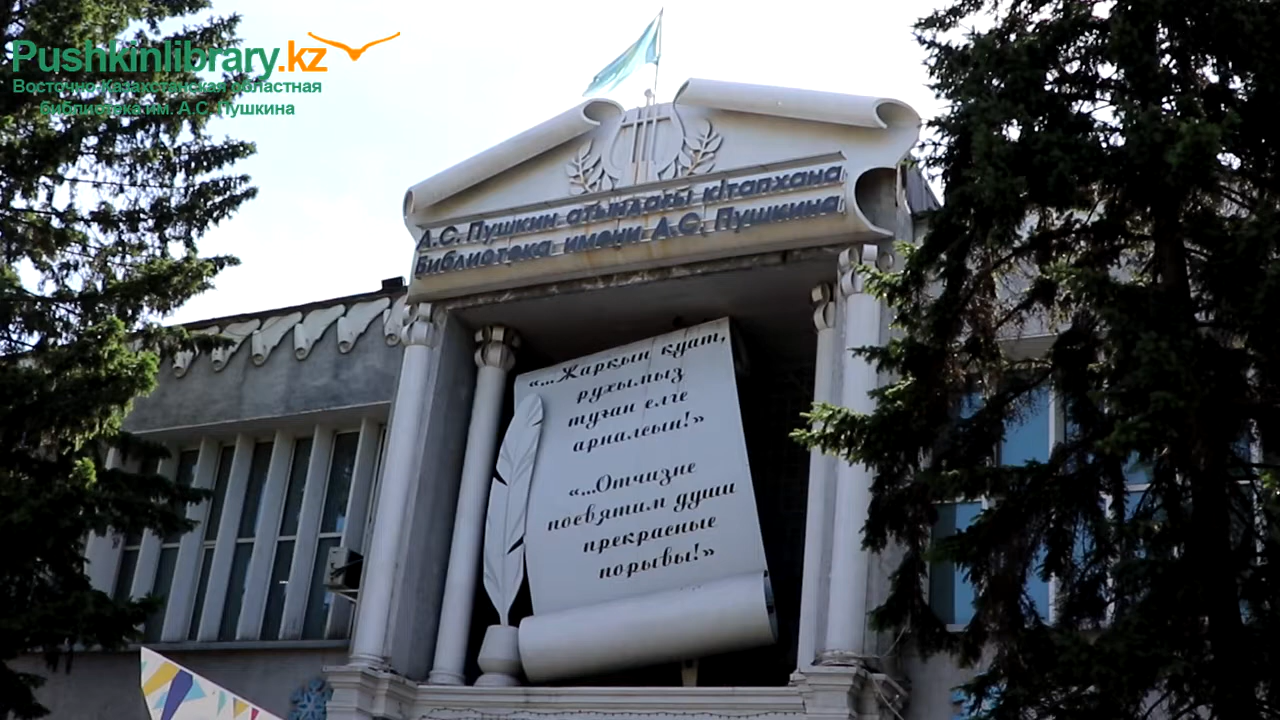 Pushkinlibrary.kz
Восточно Казахстанская областная
библиотека им. А.С. Пушкина
А.С. Пушкин атындағы кітапхана
Библиотека имени А.С. Пушкина
«...Жарқын қуат,
рухымыз
туған елге
арналсын!»
«...Отчизне
посвятим души
прекрасные
порывы!»